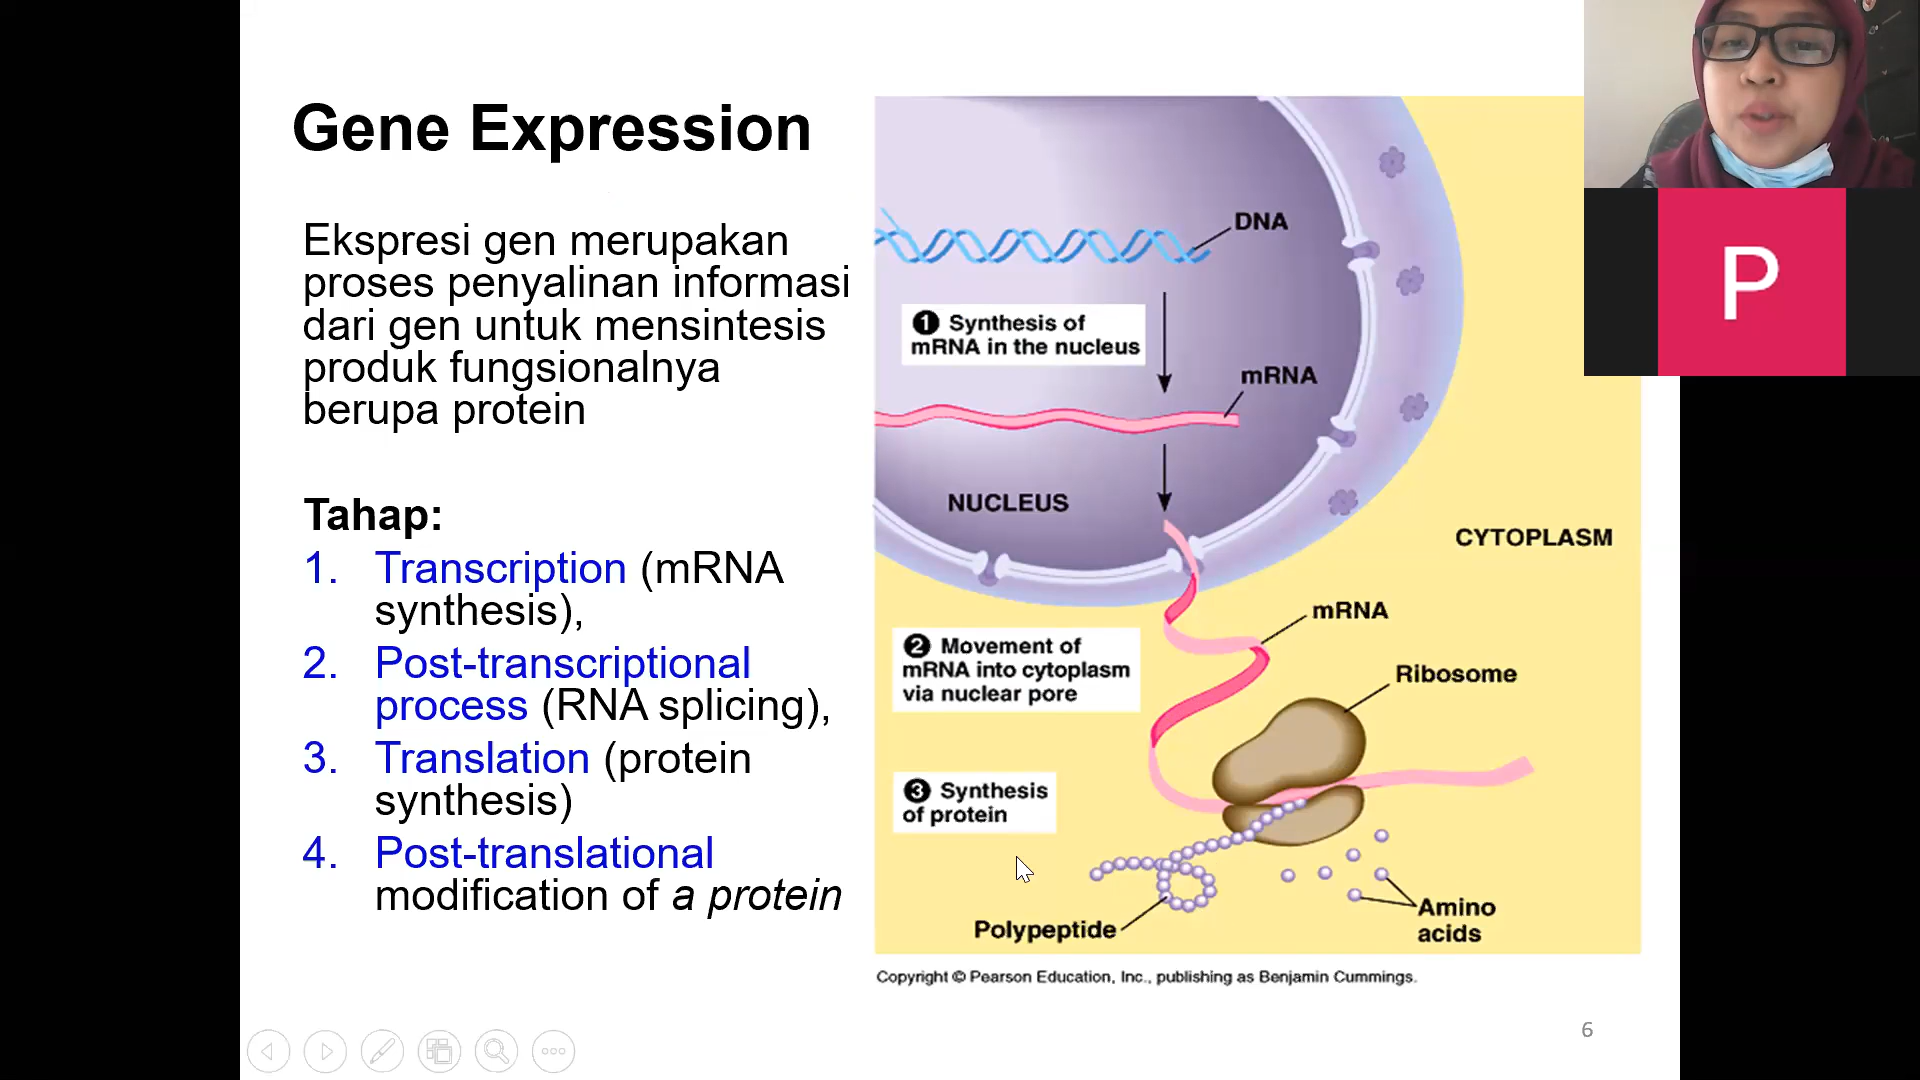 Gene Expression
Ekspresi gen merupakan
proses penyalinan informasi
dari gen untuk mensintesis
produk fungsionalnya
berupa protein
Tahap:
1. Transcription (mRNA
synthesis),
2. Post-transcriptional
process (RNA splicing),
3. Translation (protein
synthesis)
4. Post-translational
modification of a protein
DNA
1 Synthesis of
mRNA in the nucleus
mRNA
NUCLEUS
CYTOPLASM
mRNA
2 Movement of
mRNA into cytoplasm
via nuclear pore
Ribosome
3 Synthesis
of protein
Polypeptide
Amino
acids
Copyright © Pearson Education, Inc., publishing as Benjamin Cummings.
6
P